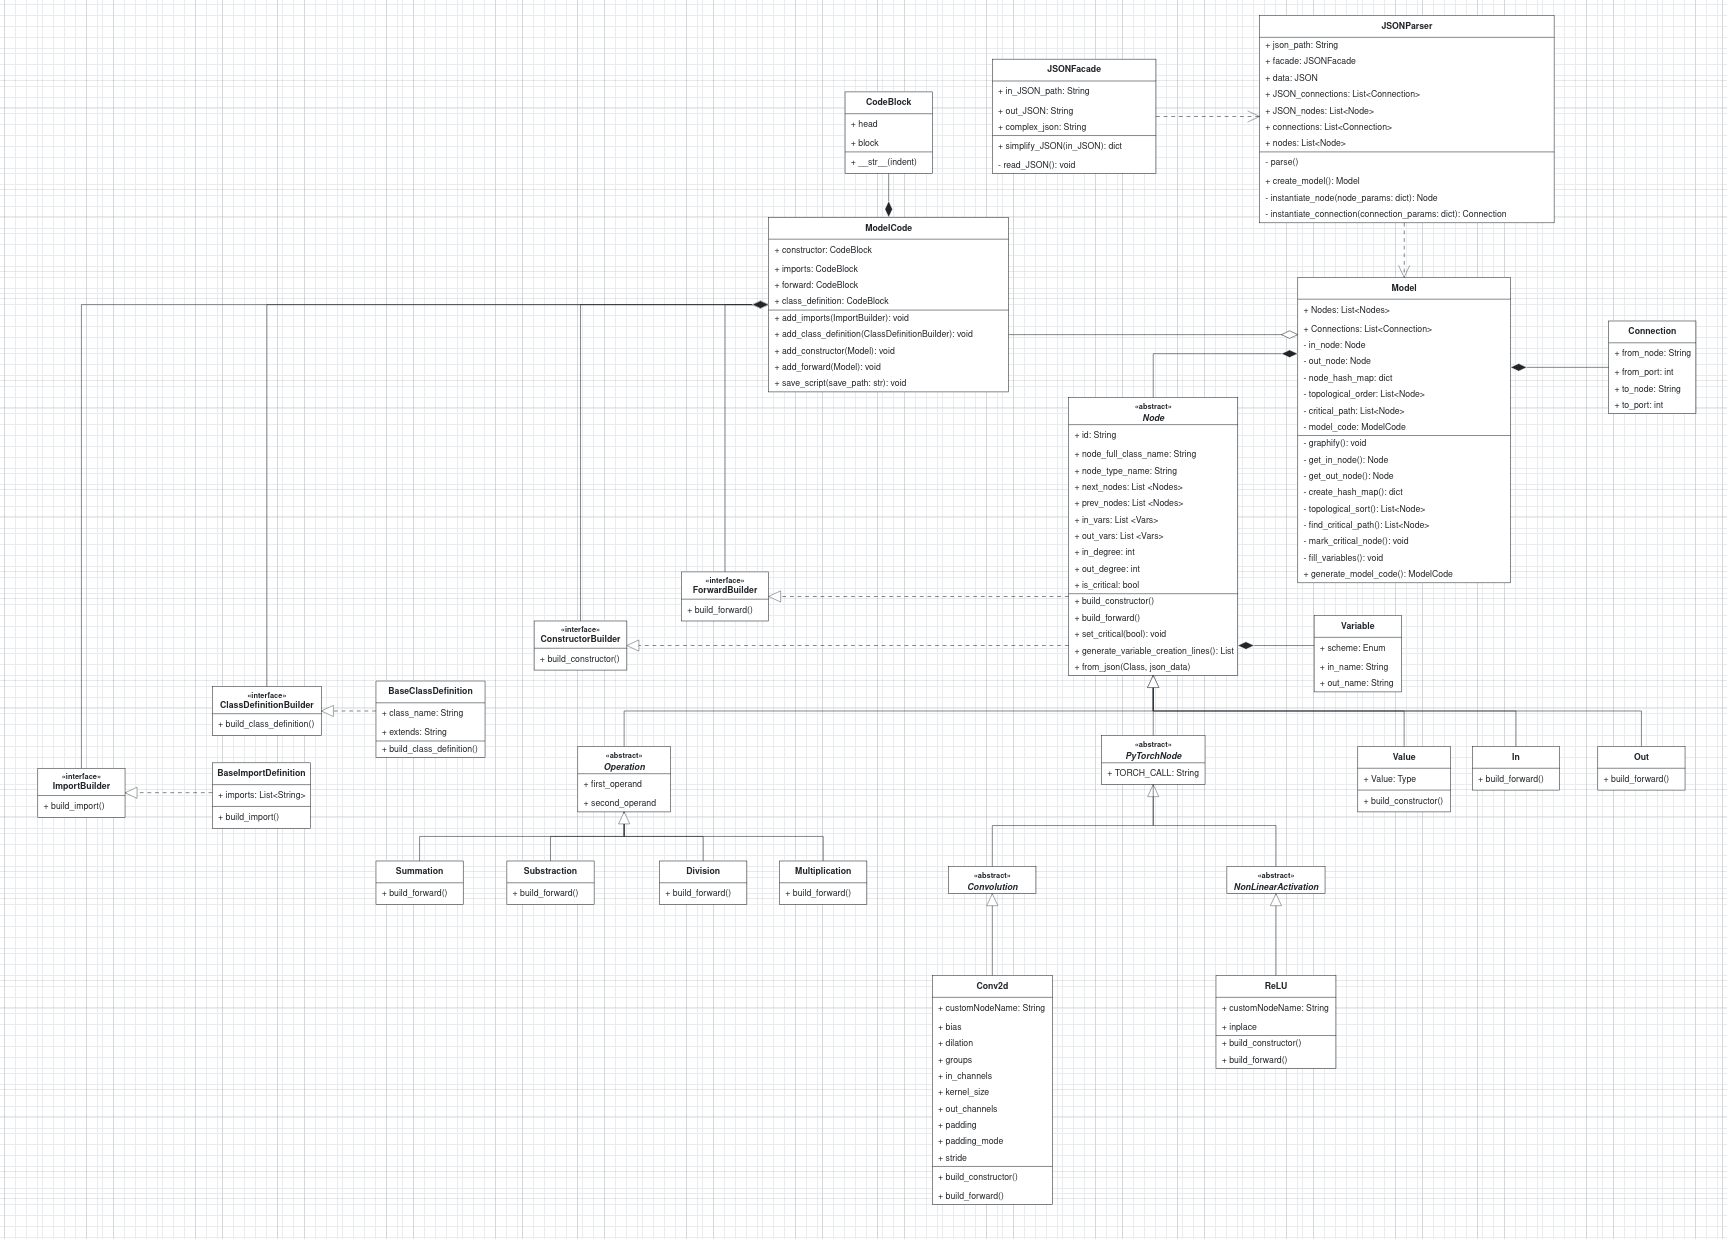 JSONParser
+ json_path: String
+ facade: JSONFacade
+ data: JSON
+ JSON_connections: List<Connection>
+ JSON_nodes: List<Node>
+ connections: List<Connection>
+ nodes: List<Node>
- parse()
+ create_model(): Model
- instantiate_node(node_params: dict): Node
- instantiate_connection(connection_params: dict): Connection
JSONFacade
+ in_JSON_path: String
+ out_JSON: String
+ complex_json: String
+ simplify_JSON(in_JSON): dict
- read_JSON(): void
CodeBlock
+ head
+ block
+ __str__(indent)
ModelCode
+ constructor: CodeBlock
+ imports: CodeBlock
+ forward: CodeBlock
+ class_definition: CodeBlock
+ add_imports(ImportBuilder): void
+ add_class_definition(ClassDefinitionBuilder): void
+ add_constructor(Model): void
+ add_forward(Model): void
+ save_script(save_path: str): void
Model
+ Nodes: List<Nodes>
+ Connections: List<Connection>
- in_node: Node
- out_node: Node
- node_hash_map: dict
- topological_order: List<Node>
- critical_path: List<Node>
- model_code: ModelCode
- graphify(): void
- get_in_node(): Node
- get_out_node(): Node
- create_hash_map(): dict
- topological_sort(): List<Node>
- find_critical_path(): List<Node>
- mark_critical_node(): void
- fill_variables(): void
+ generate_model_code(): ModelCode
Connection
+ from_node: String
+ from_port: int
+ to_node: String
+ to_port: int
«abstract»
Node
+ id: String
+ node_full_class_name: String
+ node_type_name: String
+ next_nodes: List <Nodes>
+ prev_nodes: List <Nodes>
+ in_vars: List <Vars>
+ out_vars: List <Vars>
+ in_degree: int
+ out_degree: int
+ is_critical: bool
+ build_constructor()
+ build_forward()
+ set_critical(bool): void
+ generate_variable_creation_lines(): List
+ from_json(Class, json_data)
«interface»
ForwardBuilder
+ build_forward()
«interface»
ConstructorBuilder
+ build_constructor()
Variable
+ scheme: Enum
+ in_name: String
+ out_name: String
«interface»
ClassDefinitionBuilder
+ build_class_definition()
BaseClassDefinition
+ class_name: String
+ extends: String
+ build_class_definition()
«interface»
ImportBuilder
+ build_import()
BaseImportDefinition
+ imports: List<String>
+ build_import()
«abstract»
Operation
+ first_operand
+ second_operand
«abstract»
PyTorchNode
+ TORCH_CALL: String
Value
+ Value: Type
+ build_constructor()
In
+ build_forward()
Out
+ build_forward()
Summation
+ build_forward()
Substraction
+ build_forward()
Division
+ build_forward()
Multiplication
+ build_forward()
«abstract»
Convolution
«abstract»
NonLinearActivation
Conv2d
+ customNodeName: String
+ bias
+ dilation
+ groups
+ in_channels
+ kernel_size
+ out_channels
+ padding
+ padding_mode
+ stride
+ build_constructor()
+ build_forward()
ReLU
+ customNodeName: String
+ inplace
+ build_constructor()
+ build_forward()